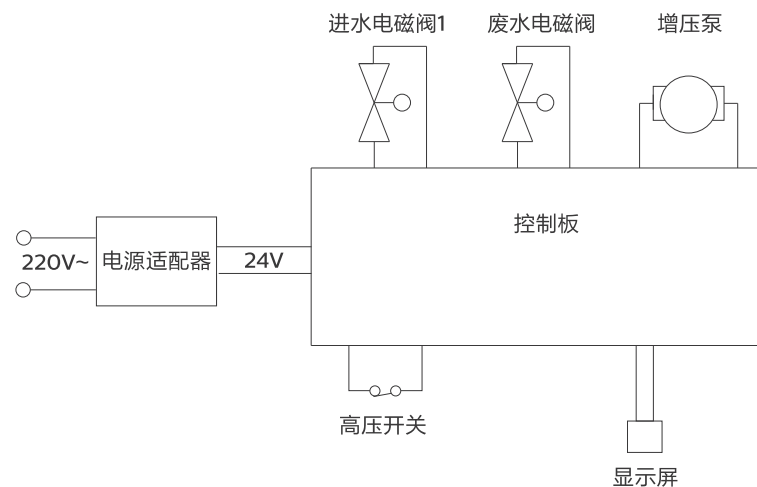 进水电磁阀1
废水电磁阀
增压泵
控制板
220V~
电源适配器
24V
高压开关
显示屏